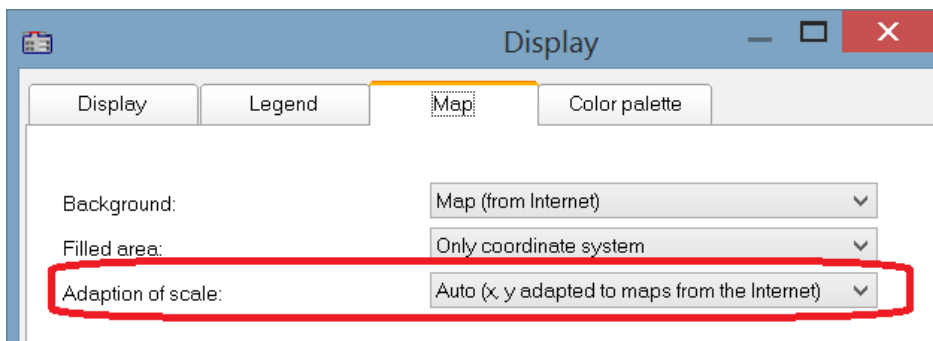 Display
Display Legend Map Color palette
Background: Map (from Internet)
Filled area: Only coordinate system
Adaption of scale: Auto (x, y adapted to maps from the Internet)